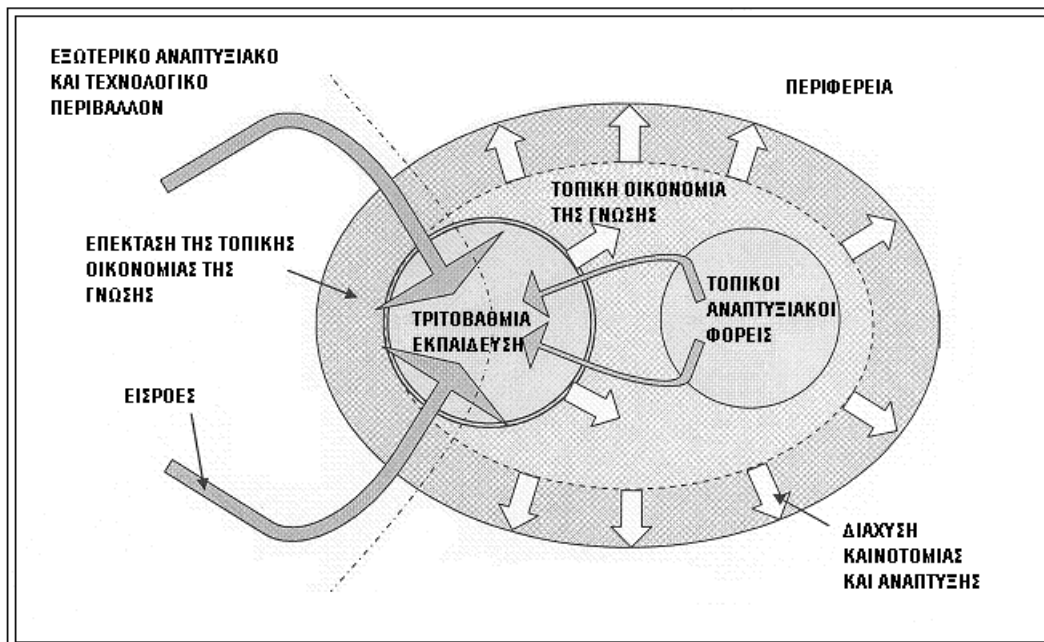 ΕΞΩΤΕΡΙΚΟ ΑΝΑΠΤΥΞΙΑΚΟ
ΚΑΙ ΤΕΧΝΟΛΟΓΙΚΟ
ΠΕΡΙΒΑΛΛΟΝ
ΠΕΡΙΦΕΡΕΙΑ
ΤΟΠΙΚΗ ΟΙΚΟΝΟΜΙΑ
ΤΗΣ ΓΝΩΣΗΣ
ΕΠΕΚΤΑΣΗ ΤΗΣ ΤΟΠΙΚΗΣ
ΟΙΚΟΝΟΜΙΑΣ ΤΗΣ
ΓΝΩΣΗΣ
ΤΡΙΤΟΒΑΘΜΙΑ
ΕΚΠΑΙΔΕΥΣΗ
ΤΟΠΙΚΟΙ
ΑΝΑΠΤΥΞΙΑΚΟΙ
ΦΟΡΕΙΣ
ΕΙΣΡΟΕΣ
ΔΙΑΧΥΣΗ
ΚΑΙΝΟΤΟΜΙΑΣ
ΚΑΙ ΑΝΑΠΤΥΞΗΣ